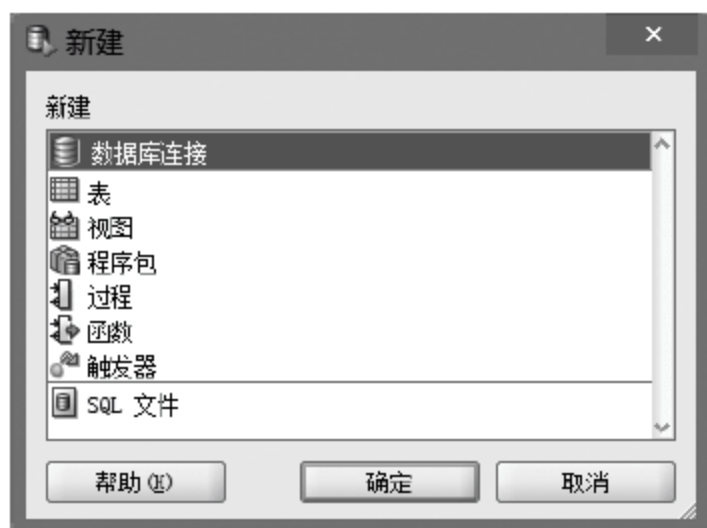 新建
新建
数据库连接
表
视图
程序包
过程
函数
触发器
SQL 文件
帮助(H) 确定 取消